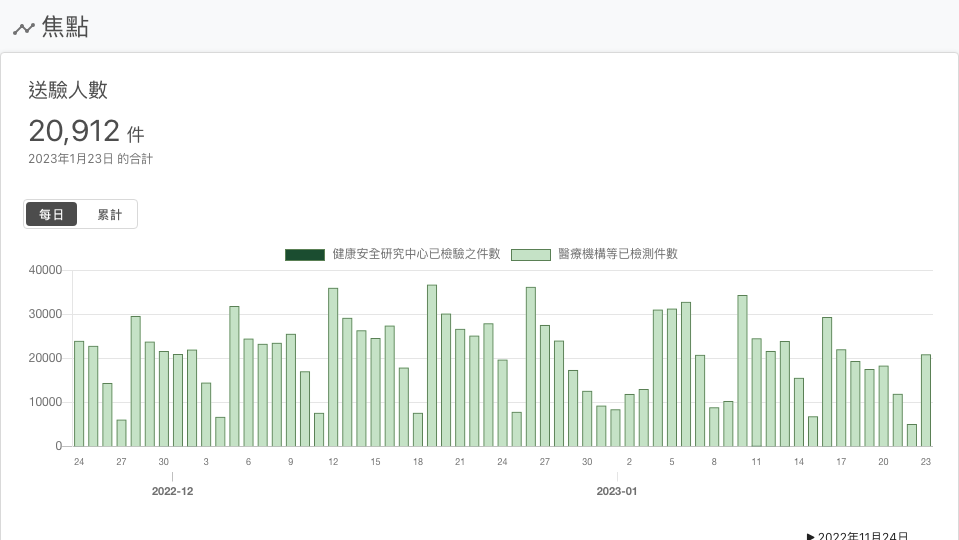 焦點
送驗人數
20,912 件
2023年1月23日 的合計
每日 累計
健康安全研究中心已檢驗之件數 醫療機構等已檢測件數
40000
30000
20000
10000
0
24 27 30 3 6 9 12 15 18 21 24 27 30 2 5 8 11 14 17 20 23
2022-12 2023-01
▶ 2022年11月24日